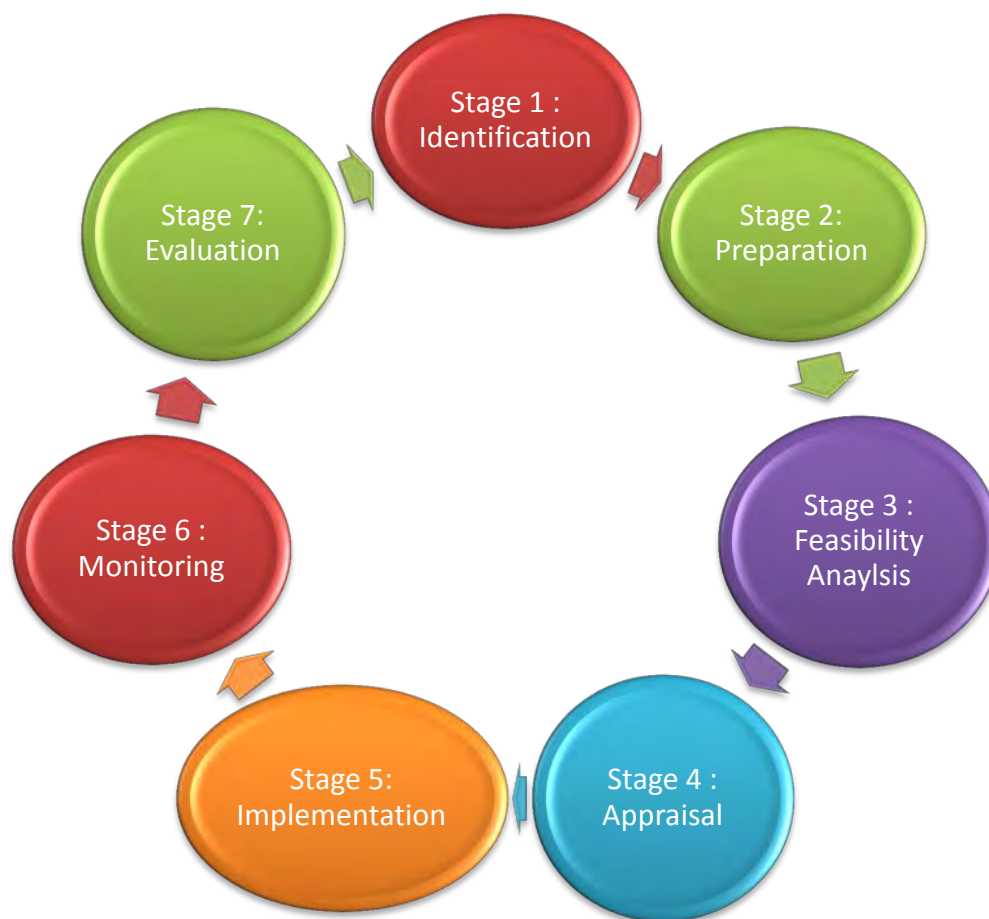 Stage 1 :
Identification
Stage 2:
Preparation
Stage 3 :
Feasibility
Anaylsis
Stage 4 :
Appraisal
Stage 5:
Implementation
Stage 6 :
Monitoring
Stage 7:
Evaluation